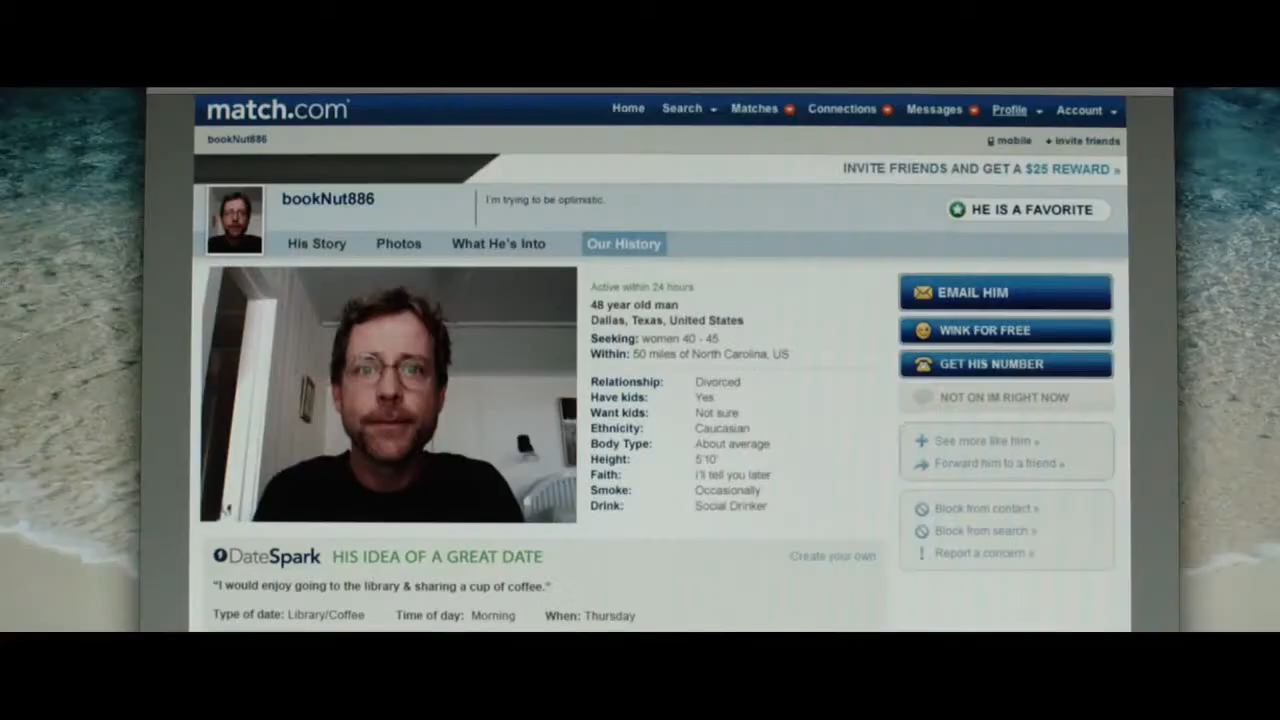 match.com
Home Search Matches Connections Messages Profile Account
bookNut886
mobile + invite friends
INVITE FRIENDS AND GET A $25 REWARD »
bookNut886
I'm trying to be optimistic.
HE IS A FAVORITE
His Story Photos What He's Into Our History
Active within 24 hours
48 year old man
Dallas, Texas, United States
Seeking: women 40 - 45
Within: 50 miles of North Carolina, US
Relationship: Divorced
Have kids: Yes
Want kids: Not sure
Ethnicity: Caucasian
Body Type: About average
Height: 5'10'
Faith: I'll tell you later
Smoke: Occasionally
Drink: Social Drinker
EMAIL HIM
WINK FOR FREE
GET HIS NUMBER
NOT ON IM RIGHT NOW
See more like him »
Forward him to a friend »
Block from contact »
Block from search »
! Report a concern »
DateSpark HIS IDEA OF A GREAT DATE
Create your own
“I would enjoy going to the library & sharing a cup of coffee.”
Type of date: Library/Coffee Time of day: Morning When: Thursday